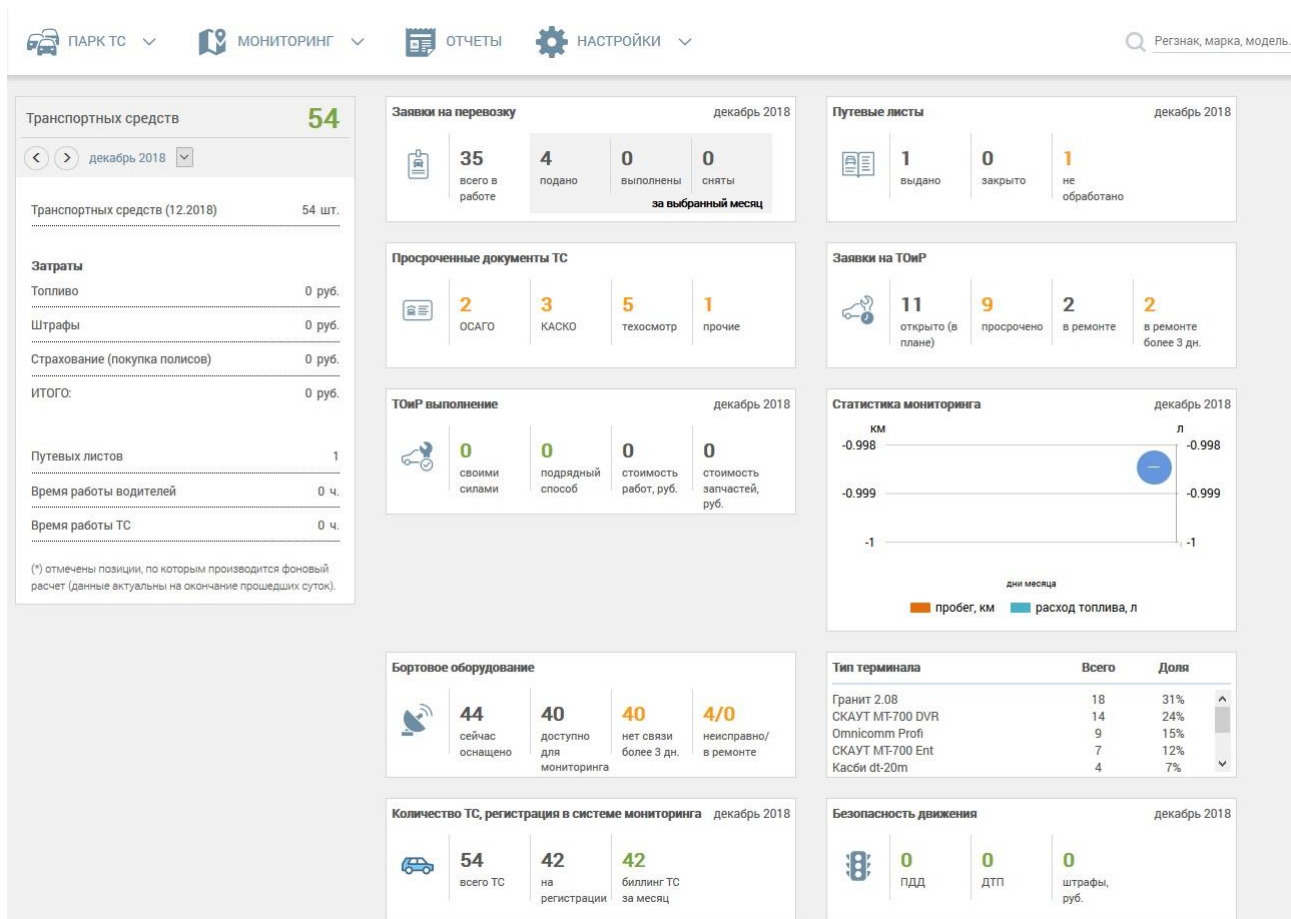 ПАРК ТС
МОНИТОРИНГ
ОТЧЕТЫ
НАСТРОЙКИ
Регзнак, марка, модель.
Транспортных средств 54
декабрь 2018
Транспортных средств (12.2018) 54 шт.
Затраты
Топливо 0 руб.
Штрафы 0 руб.
Страхование (покупка полисов) 0 руб.
ИТОГО: 0 руб.
Путевых листов 1
Время работы водителей 0 ч.
Время работы ТС 0 ч.
(*) отмечены позиции, по которым производится фоновый
расчет (данные актуальны на окончание прошедших суток).
Заявки на перевозку декабрь 2018
35 4 0 0
всего в подано выполнены сняты
работе
за выбранный месяц
Путевые листы декабрь 2018
1 0 1
выдано закрыто не
обработано
Просроченные документы ТС
2 3 5 1
ОСАГО КАСКО техосмотр прочие
Заявки на ТОиР
11 9 2 2
открыто (в просрочено в ремонте в ремонте
плане) более 3 дн.
ТОиР выполнение декабрь 2018
0 0 0 0
своими подрядный стоимость стоимость
силами способ работ, руб. запчастей,
руб.
Статистика мониторинга декабрь 2018
км л
-0.998 -0.998
-0.999 -0.999
-1 -1
дни месяца
пробег, км расход топлива, л
Бортовое оборудование
44 40 40 4/0
сейчас доступно нет связи неисправно/
оснащено для более 3 дн. в ремонте
мониторинга
Тип терминала Всего Доля
Гранит 2.08 18 31%
СКАУТ МТ-700 DVR 14 24%
Omnicomm Profi 9 15%
СКАУТ МТ-700 Ent 7 12%
Касби dt-20m 4 7%
Количество ТС, регистрация в системе мониторинга декабрь 2018
54 42 42
всего ТС на биллинг ТС
регистрации за месяц
Безопасность движения декабрь 2018
0 0 0
ПДД ДТП штрафы,
руб.